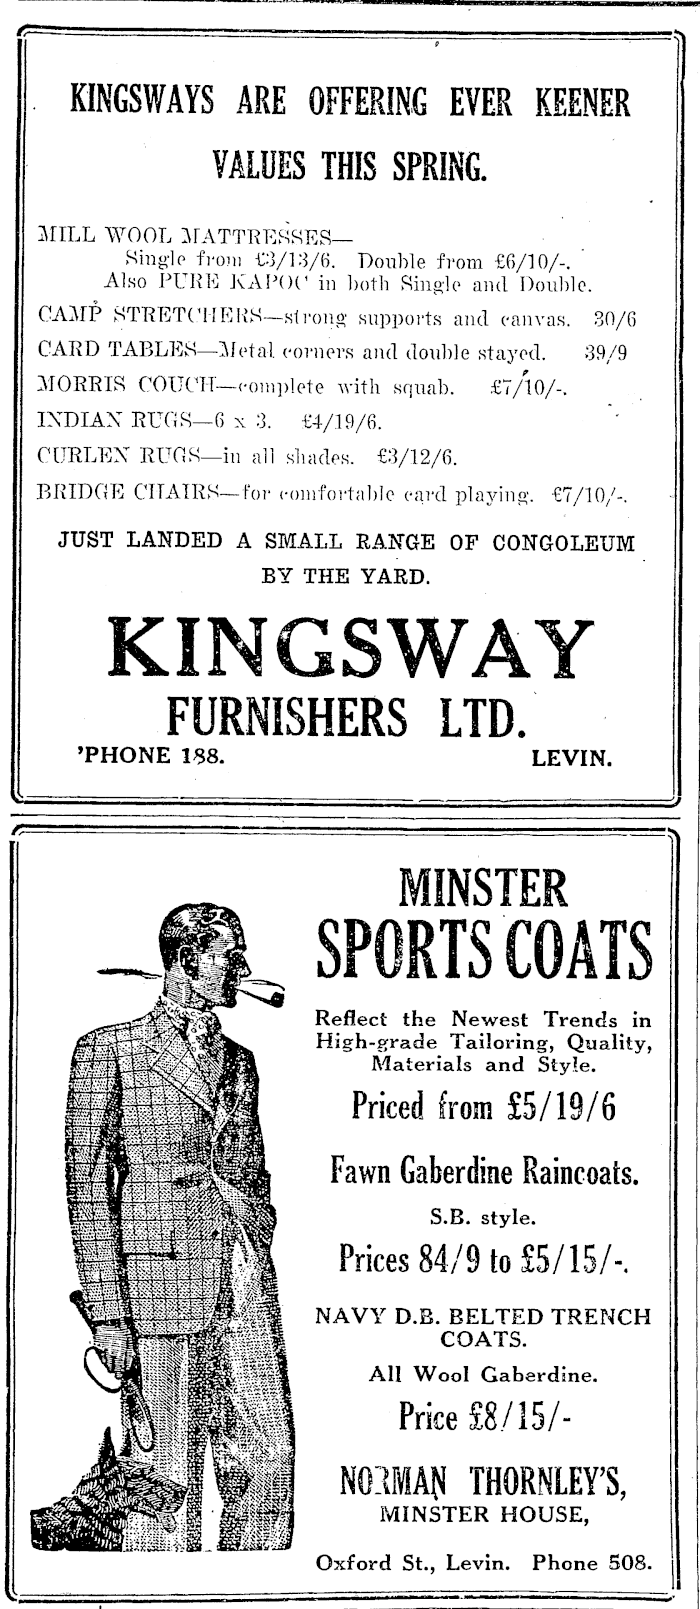 KINGSWAYS ARE OFFERING EVER KEENER
VALUES THIS SPRING.
MILL WOOL MATTRESSES—
Single from £3/13/6. Double from £6/10/-.
Also PURE KAPOC in both Single and Double.
CAMP STRETCHERS—strong supports and canvas. 30/6
CARD TABLES—Metal corners and double stayed. 39/9
MORRIS COUCH—complete with squab. £7/10/-.
INDIAN RUGS—6 x 3. £4/19/6.
CURLEN RUGS—in all shades. £3/12/6.
BRIDGE CHAIRS—for comfortable card playing. £7/10/-.
JUST LANDED A SMALL RANGE OF CONGOLEUM
BY THE YARD.
KINGSWAY
FURNISHERS LTD.
'PHONE 188. LEVIN.
MINSTER
SPORTS COATS
Reflect the Newest Trends in
High-grade Tailoring, Quality,
Materials and Style.
Priced from £5/19/6
Fawn Gaberdine Raincoats.
S.B. style.
Prices 84/9 to £5/15/-.
NAVY D.B. BELTED TRENCH
COATS.
All Wool Gaberdine.
Price £8/15/-
NORMAN THORNLEY'S,
MINSTER HOUSE,
Oxford St., Levin. Phone 508.